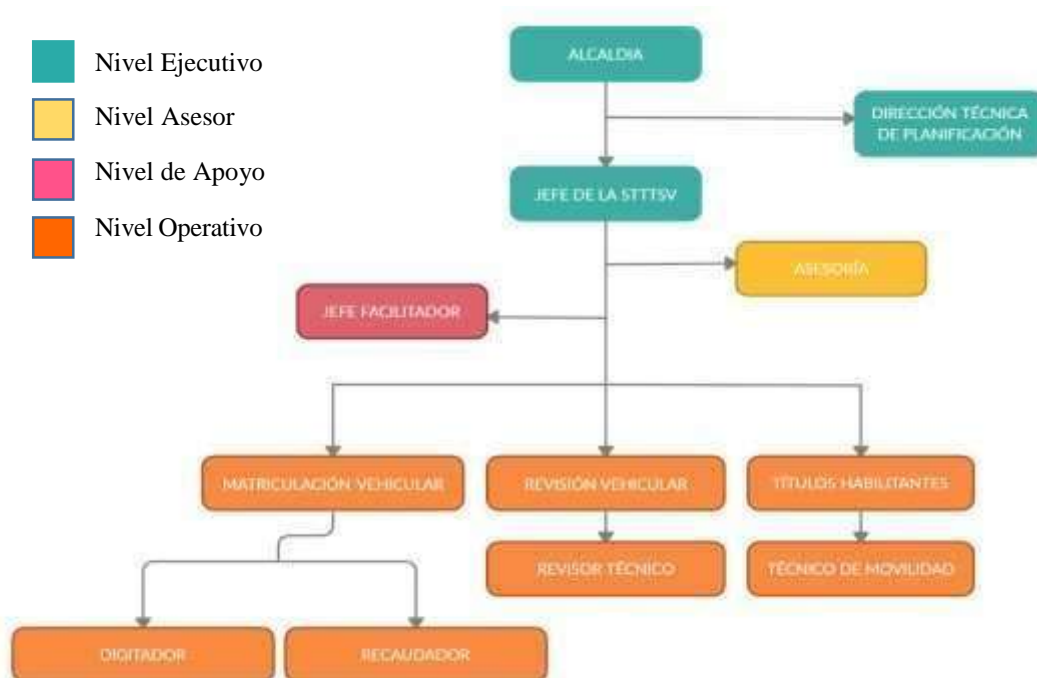 Nivel Ejecutivo
Nivel Asesor
Nivel de Apoyo
Nivel Operativo
ALCALDIA
DIRECCIÓN TÉCNICA
DE PLANIFICACIÓN
JEFE DE LA STTTSV
ASESORÍA
JEFE FACILITADOR
MATRICULACIÓN VEHICULAR
REVISIÓN VEHICULAR
TÍTULOS HABILITANTES
REVISOR TÉCNICO
TÉCNICO DE MOVILIDAD
DIGITADOR
RECAUDADOR